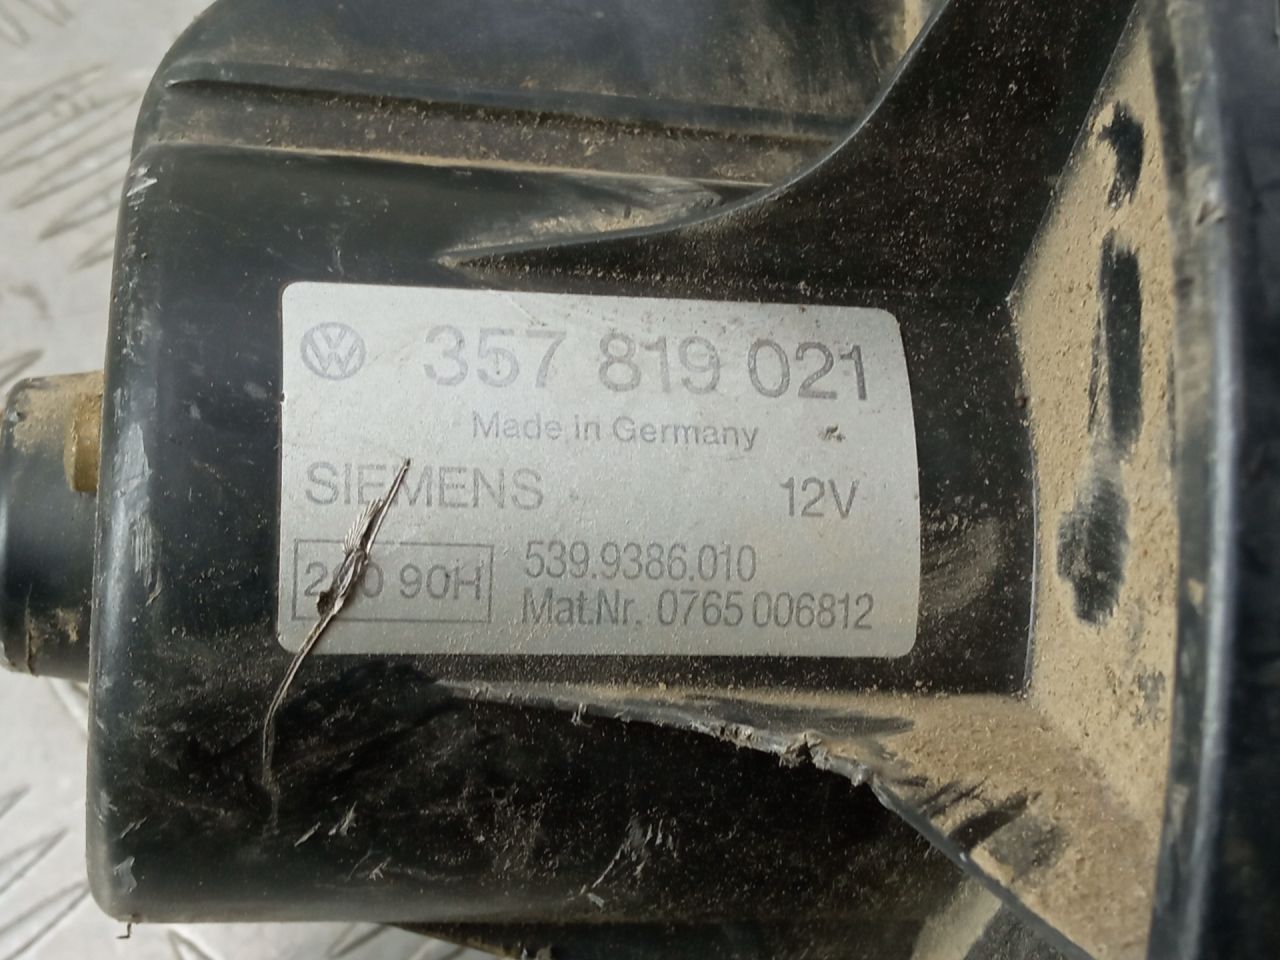 357 819 021
Made in Germany
SIEMENS 12V
90H 539.9386.010
Mat.Nr. 0765 006812